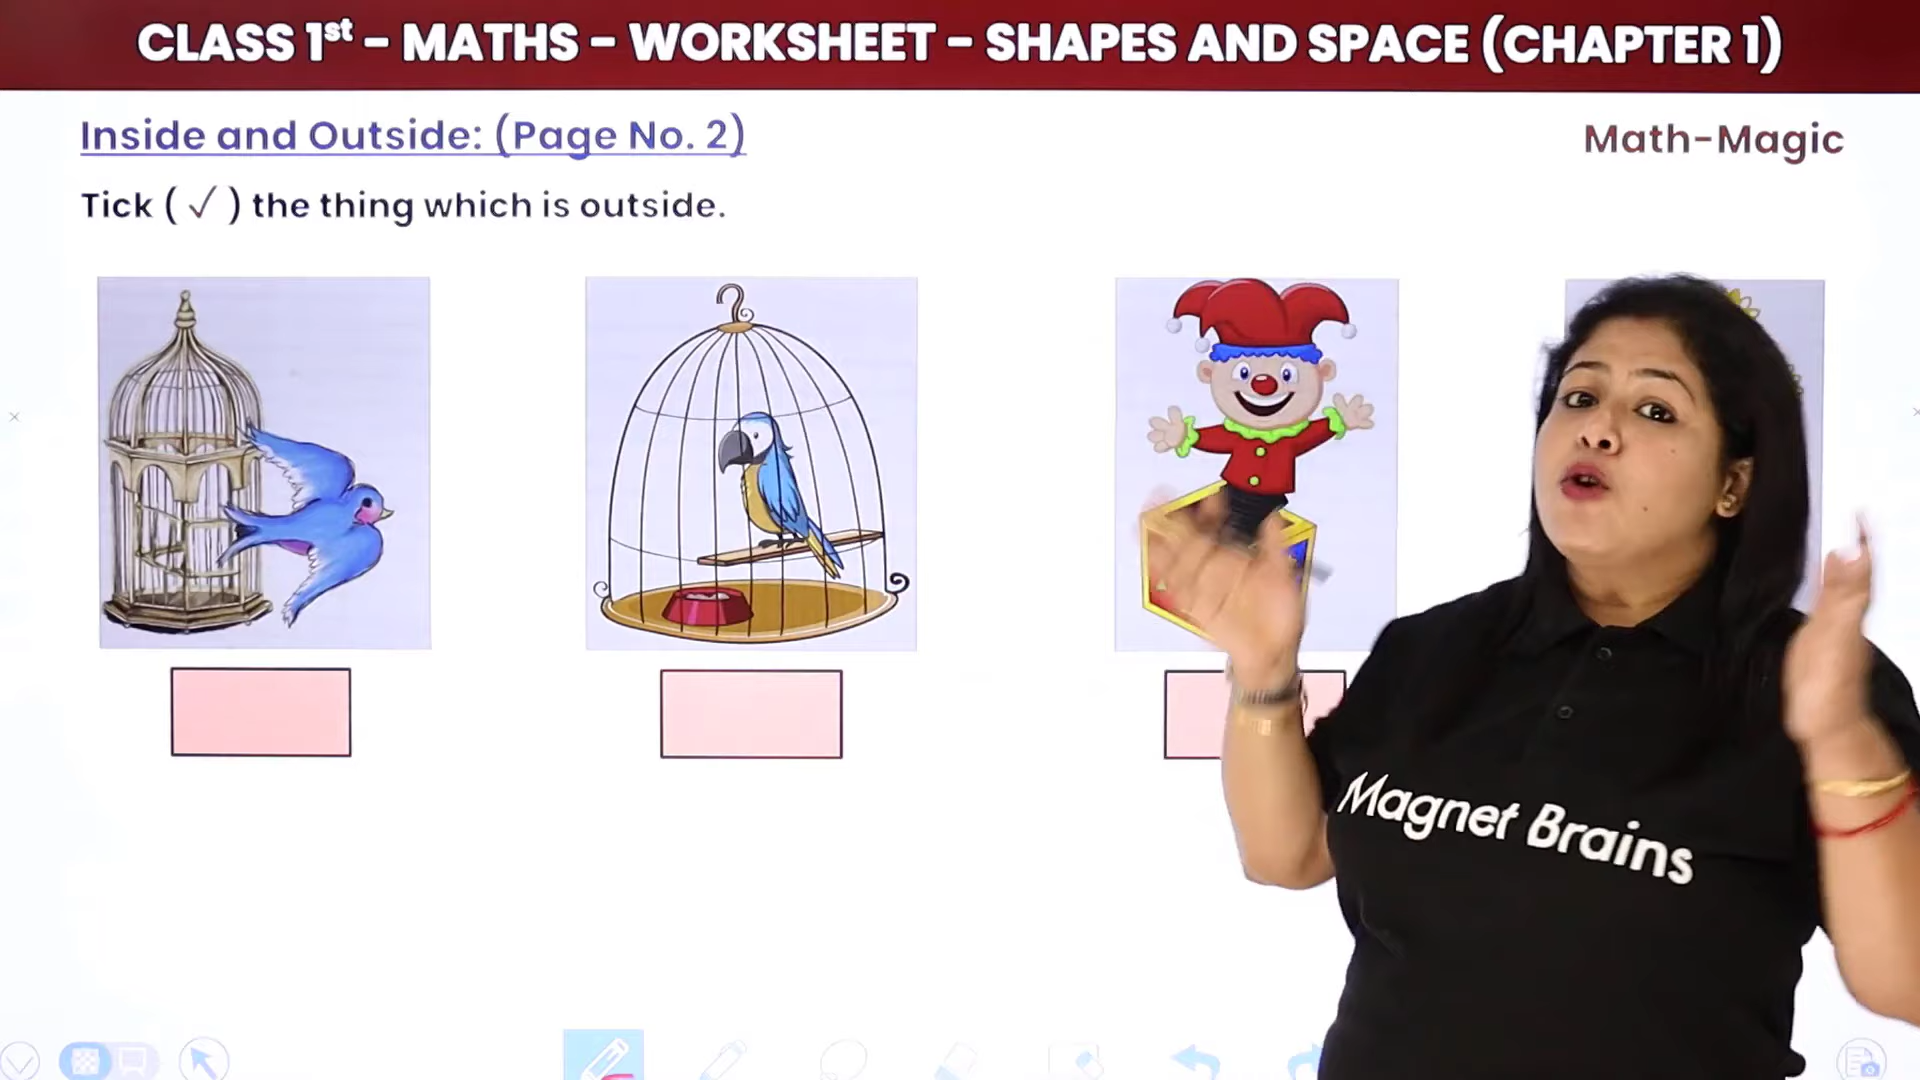 CLASS 1st - MATHS - WORKSHEET - SHAPES AND SPACE (CHAPTER 1)
Inside and Outside: (Page No. 2)
Math-Magic
Tick ( √ ) the thing which is outside.
Magnet Brains